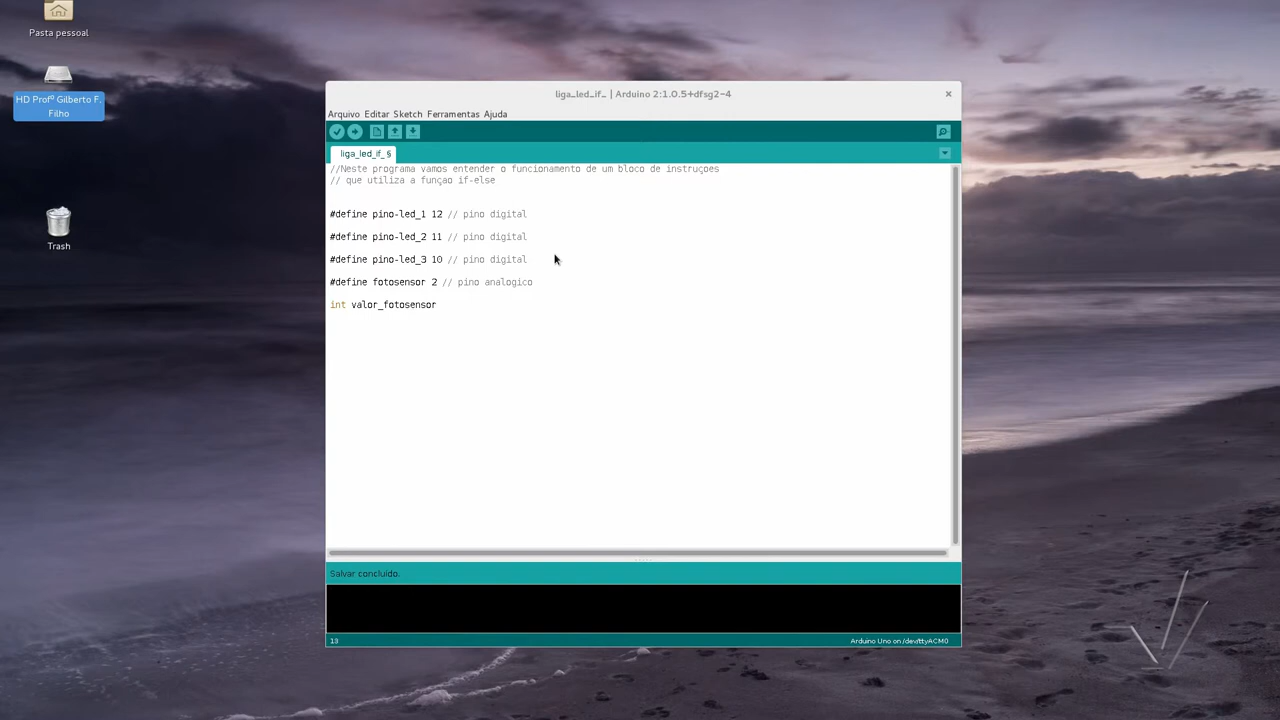 Pasta pessoal
HD Profº Gilberto F.
Filho
Trash
liga_led_if_ | Arduino 2:1.0.5+dfsg2-4
Arquivo Editar Sketch Ferramentas Ajuda
liga_led_if_ §
//Neste programa vamos entender o funcionamento de um bloco de instruçoes
// que utiliza a funçao if-else
#define pino-led_1 12 // pino digital
#define pino-led_2 11 // pino digital
#define pino-led_3 10 // pino digital
#define fotosensor 2 // pino analogico
int valor_fotosensor
Salvar concluído.
13
Arduino Uno on /dev/ttyACM0